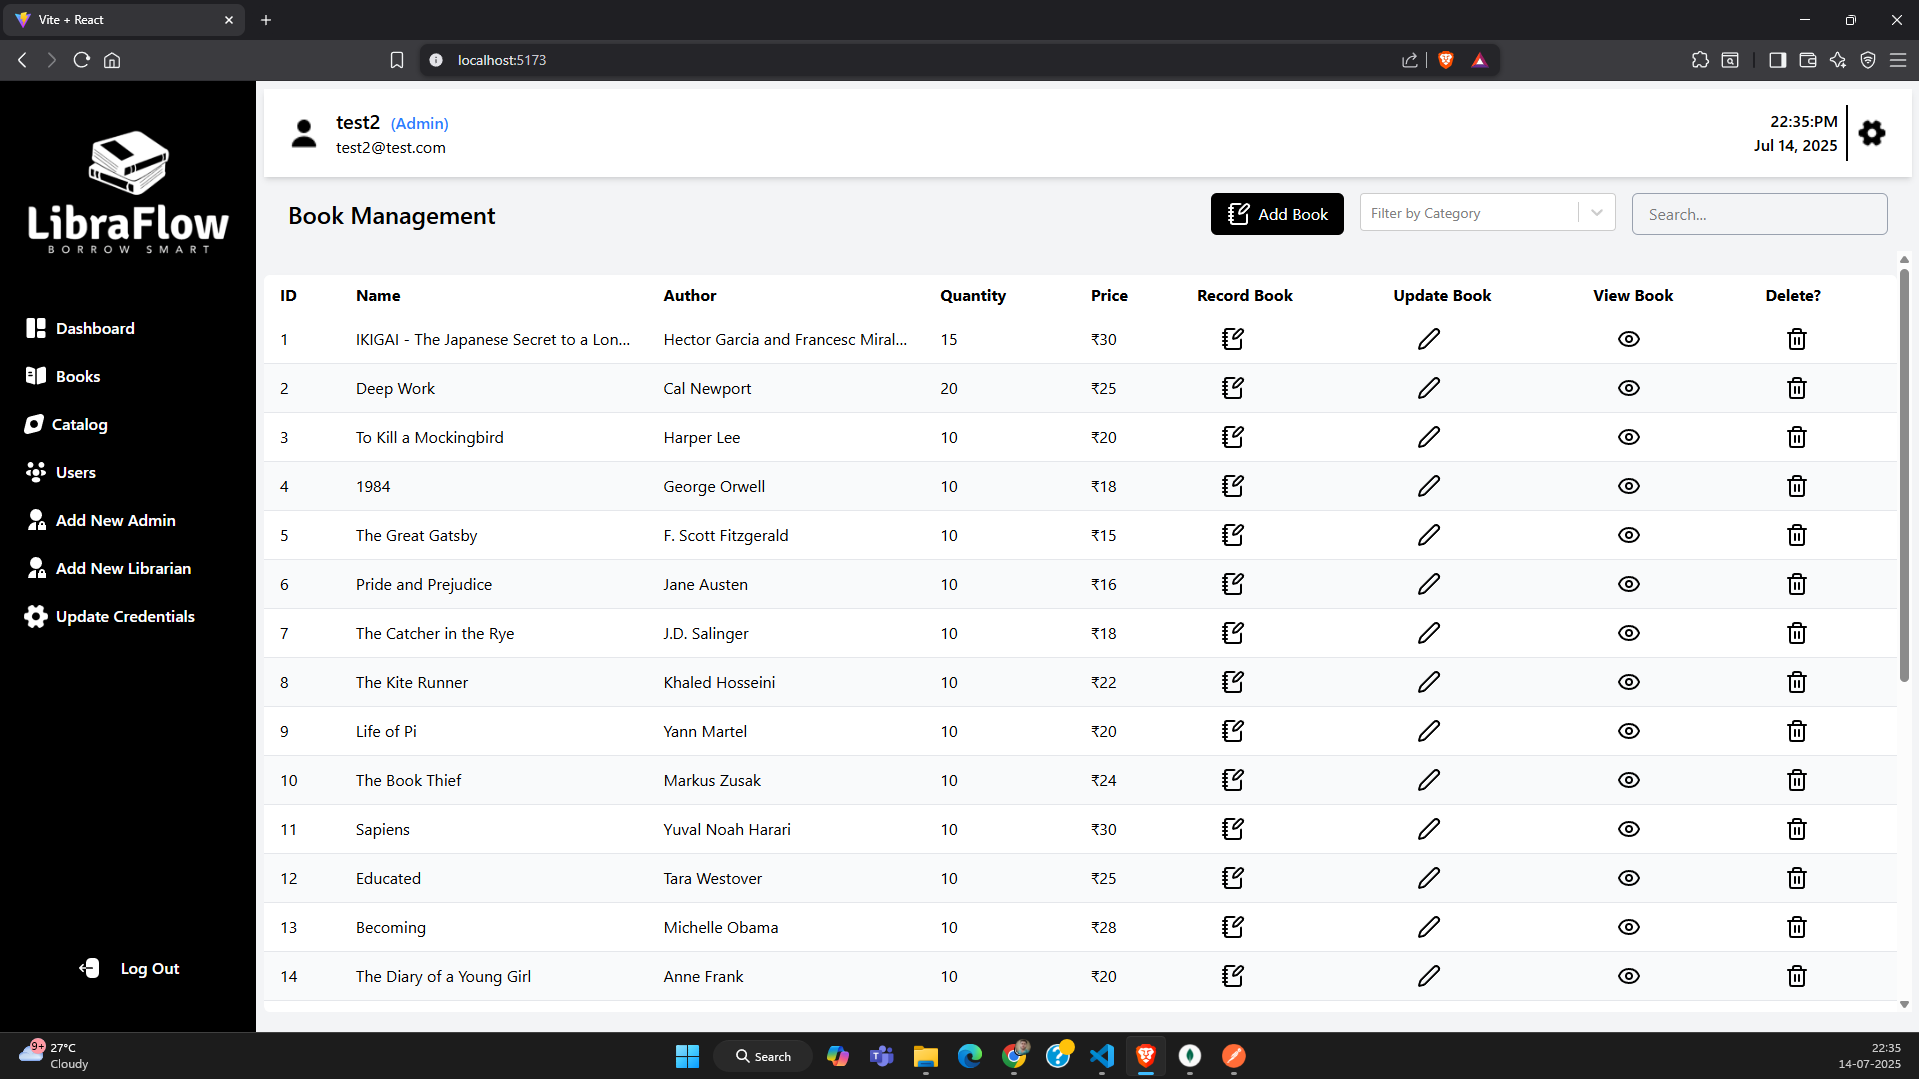 Vite + React
localhost:5173
LibraFlow
BORROW SMART
Dashboard
Books
Catalog
Users
Add New Admin
Add New Librarian
Update Credentials
Log Out
test2 (Admin)
test2@test.com
22:35:PM
Jul 14, 2025
Book Management
Add Book
Filter by Category
Search...
ID Name Author Quantity Price Record Book Update Book View Book Delete?
1 IKIGAI - The Japanese Secret to a Lon... Hector Garcia and Francesc Miral... 15 ₹30
2 Deep Work Cal Newport 20 ₹25
3 To Kill a Mockingbird Harper Lee 10 ₹20
4 1984 George Orwell 10 ₹18
5 The Great Gatsby F. Scott Fitzgerald 10 ₹15
6 Pride and Prejudice Jane Austen 10 ₹16
7 The Catcher in the Rye J.D. Salinger 10 ₹18
8 The Kite Runner Khaled Hosseini 10 ₹22
9 Life of Pi Yann Martel 10 ₹20
10 The Book Thief Markus Zusak 10 ₹24
11 Sapiens Yuval Noah Harari 10 ₹30
12 Educated Tara Westover 10 ₹25
13 Becoming Michelle Obama 10 ₹28
14 The Diary of a Young Girl Anne Frank 10 ₹20
9+
27°C
Cloudy
Search
22:35
14-07-2025